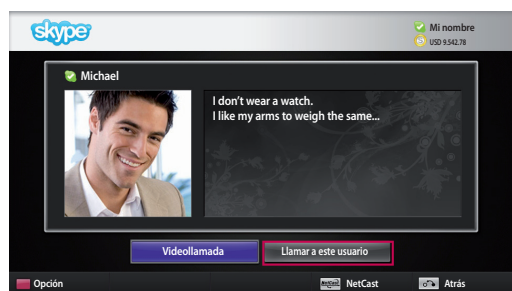 skype
Mi nombre
USD 9.542.78
Michael
I don't wear a watch.
I like my arms to weigh the same...
Videollamada
Llamar a este usuario
Opción
NetCast NetCast
Atrás